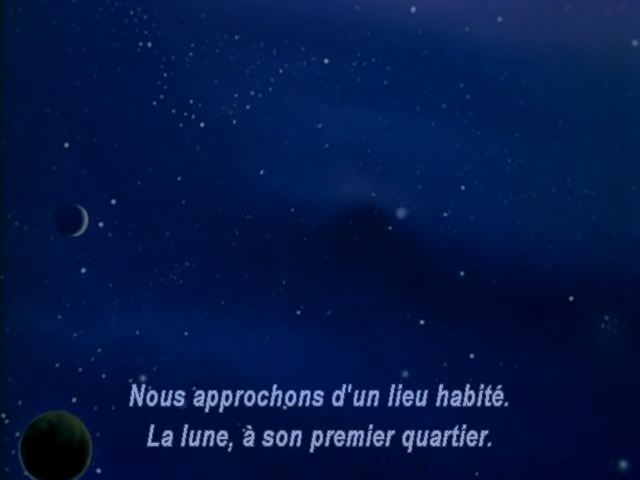 Nous approchons d'un lieu habité.
La lune, à son premier quartier.